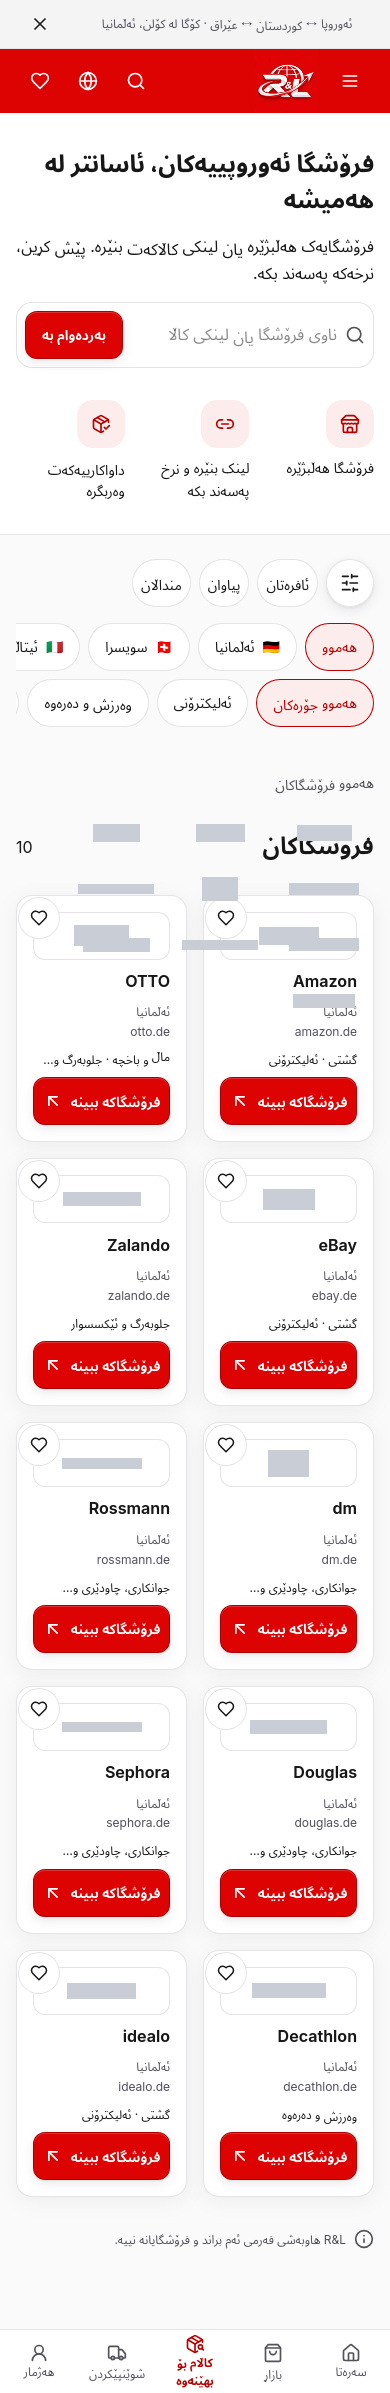 ئەوروپا ↔ کوردستان ↔ عێراق · کۆگا لە کۆلن، ئەڵمانیا
R&L
فرۆشگا ئەوروپییەکان، ئاسانتر لە
هەمیشە
فرۆشگایەک هەڵبژێرە یان لینکی کاڵاکەت بنێرە. پێش کڕین،
نرخەکە پەسەند بکە.
ناوی فرۆشگا یان لینکی کاڵا
بەردەوام بە
فرۆشگا هەڵبژێرە
لینک بنێرە و نرخ
پەسەند بکە
داواکارییەکەت
وەربگرە
ئافرەتان
پیاوان
منداڵان
هەموو
ئەڵمانیا
سویسرا
هەموو جۆرەکان
ئەلیکترۆنی
وەرزش و دەرەوە
هەموو فرۆشگاکان
فرۆشگاکان
10
Amazon
ئەڵمانیا
amazon.de
گشتی · ئەلیکترۆنی
فرۆشگاکە ببینە
OTTO
ئەڵمانیا
otto.de
ماڵ و باخچە · جلوبەرگ و...
فرۆشگاکە ببینە
eBay
ئەڵمانیا
ebay.de
گشتی · ئەلیکترۆنی
فرۆشگاکە ببینە
Zalando
ئەڵمانیا
zalando.de
جلوبەرگ و ئێکسسوار
فرۆشگاکە ببینە
dm
ئەڵمانیا
dm.de
جوانکاری، چاودێری و...
فرۆشگاکە ببینە
Rossmann
ئەڵمانیا
rossmann.de
جوانکاری، چاودێری و...
فرۆشگاکە ببینە
Douglas
ئەڵمانیا
douglas.de
جوانکاری، چاودێری و...
فرۆشگاکە ببینە
Sephora
ئەڵمانیا
sephora.de
جوانکاری، چاودێری و...
فرۆشگاکە ببینە
Decathlon
ئەڵمانیا
decathlon.de
وەرزش و دەرەوە
فرۆشگاکە ببینە
idealo
ئەڵمانیا
idealo.de
گشتی · ئەلیکترۆنی
فرۆشگاکە ببینە
R&L هاوبەشی فەرمی ئەم براند و فرۆشگایانە نییە.
سەرەتا
بازاڕ
کاڵام بۆ
بهێنەوە
شوێنپێکردن
هەژمار